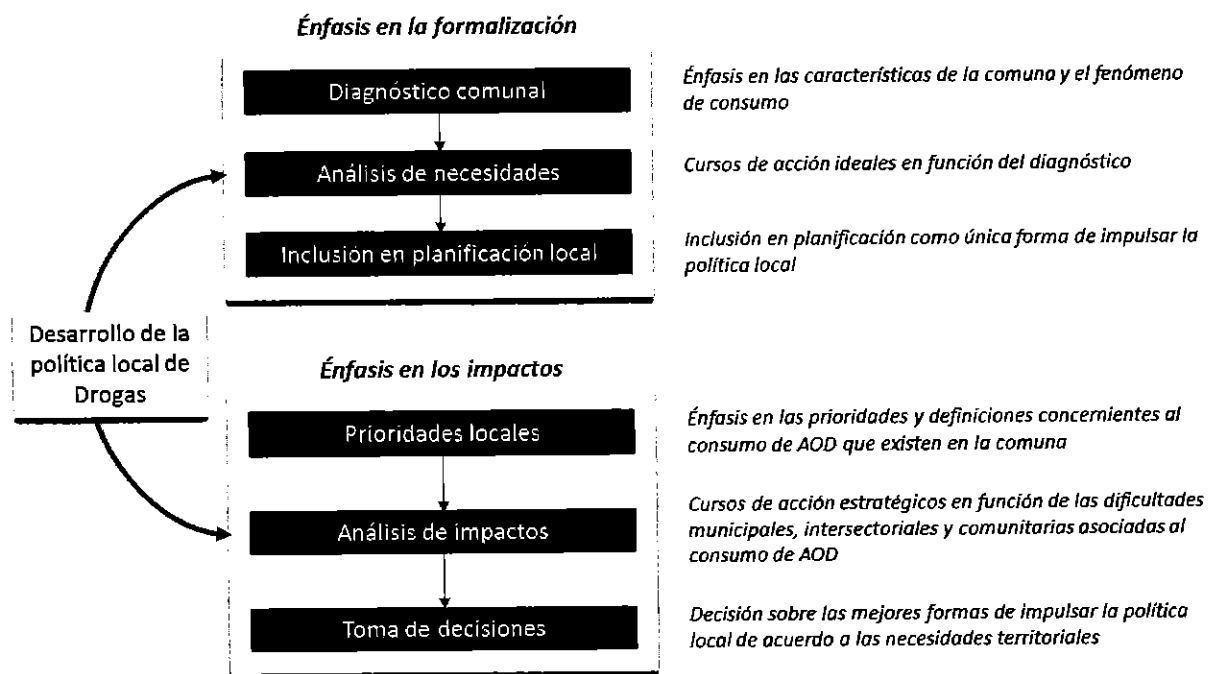 Énfasis en la formalización
Diagnóstico comunal
Énfasis en las características de la comuna y el fenómeno
de consumo
Análisis de necesidades
Cursos de acción ideales en función del diagnóstico
Inclusión en planificación local
Inclusión en planificación como única forma de impulsar la
política local
Desarrollo de la
política local de
Drogas
Énfasis en los impactos
Prioridades locales
Énfasis en las prioridades y definiciones concernientes al
consumo de AOD que existen en la comuna
Análisis de impactos
Cursos de acción estratégicos en función de las dificultades
municipales, intersectoriales y comunitarias asociadas al
consumo de AOD
Toma de decisiones
Decisión sobre las mejores formas de impulsar la política
local de acuerdo a las necesidades territoriales